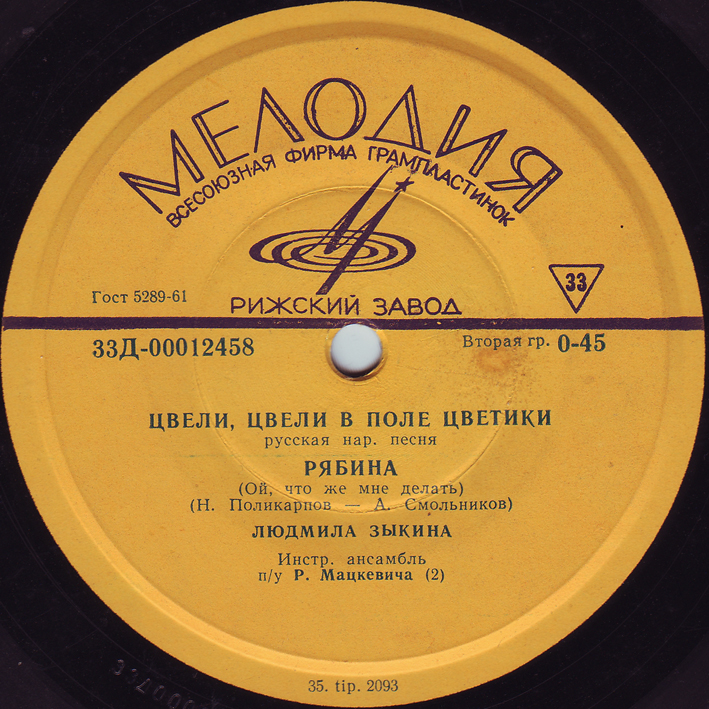 МЕЛОДИЯ
ВСЕСОЮЗНАЯ ФИРМА ГРАМПЛАСТИНОК
33
Гост 5289-61
РИЖСКИЙ ЗАВОД
33Д-00012458
Вторая гр. 0-45
ЦВЕЛИ, ЦВЕЛИ В ПОЛЕ ЦВЕТИКИ
русская нар. песня
РЯБИНА
(Ой, что же мне делать)
(Н. Поликарпов — А. Смольников)
ЛЮДМИЛА ЗЫКИНА
Инстр. ансамбль
п/у Р. Мацкевича (2)
35. tip. 2093